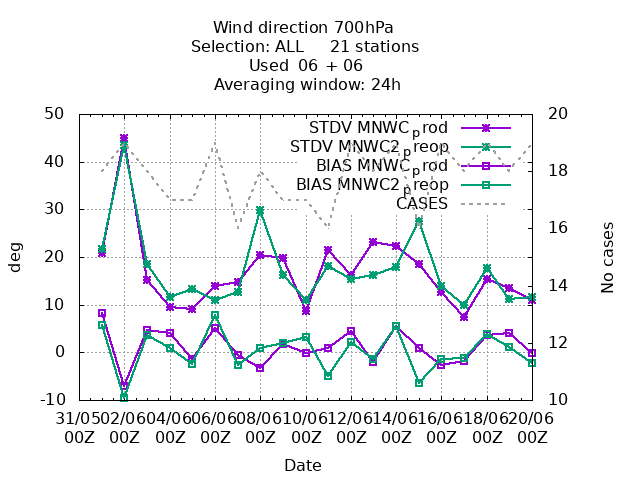 Wind direction 700hPa
Selection: ALL 21 stations
Used 06 + 06
Averaging window: 24h
50 20
STDV MNWC_prod
STDV MNWC2_preop
40 18
BIAS MNWC_prod
BIAS MNWC2_preop
CASES
30 16
20 14
10
0 12
-10 10
deg
No cases
31/05 02/06 04/06 06/06 08/06 10/06 12/06 14/06 16/06 18/06 20/06
00Z 00Z 00Z 00Z 00Z 00Z 00Z 00Z 00Z 00Z 00Z
Date